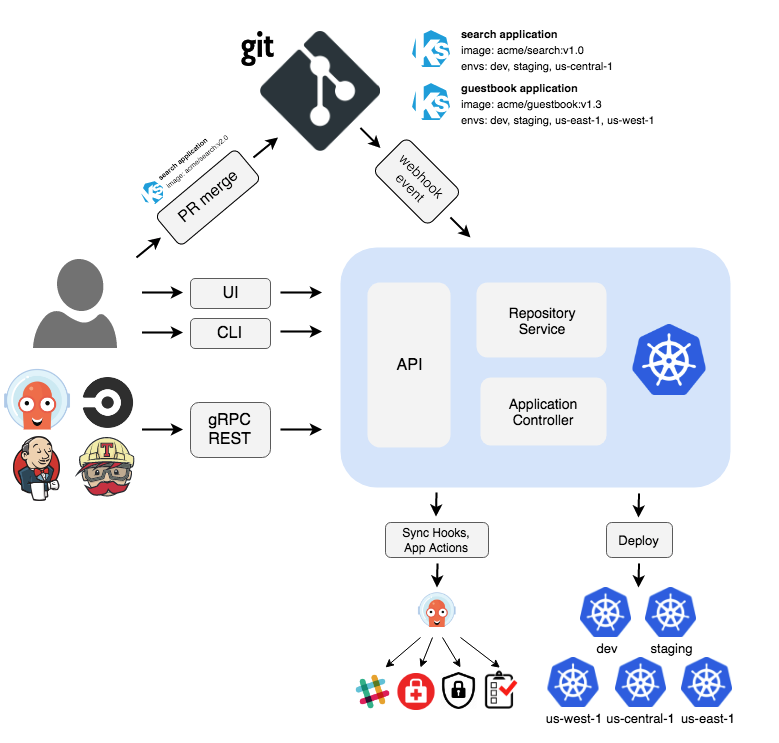 git
search application
image: acme/search:v1.0
envs: dev, staging, us-central-1
guestbook application
image: acme/guestbook:v1.3
envs: dev, staging, us-east-1, us-west-1
Ks
Ks
search application
image: acme/search:v2.0
Ks
PR merge
webhook
event
UI
CLI
gRPC
REST
API
Repository
Service
Application
Controller
T
Sync Hooks,
App Actions
Deploy
dev
staging
us-west-1
us-central-1
us-east-1